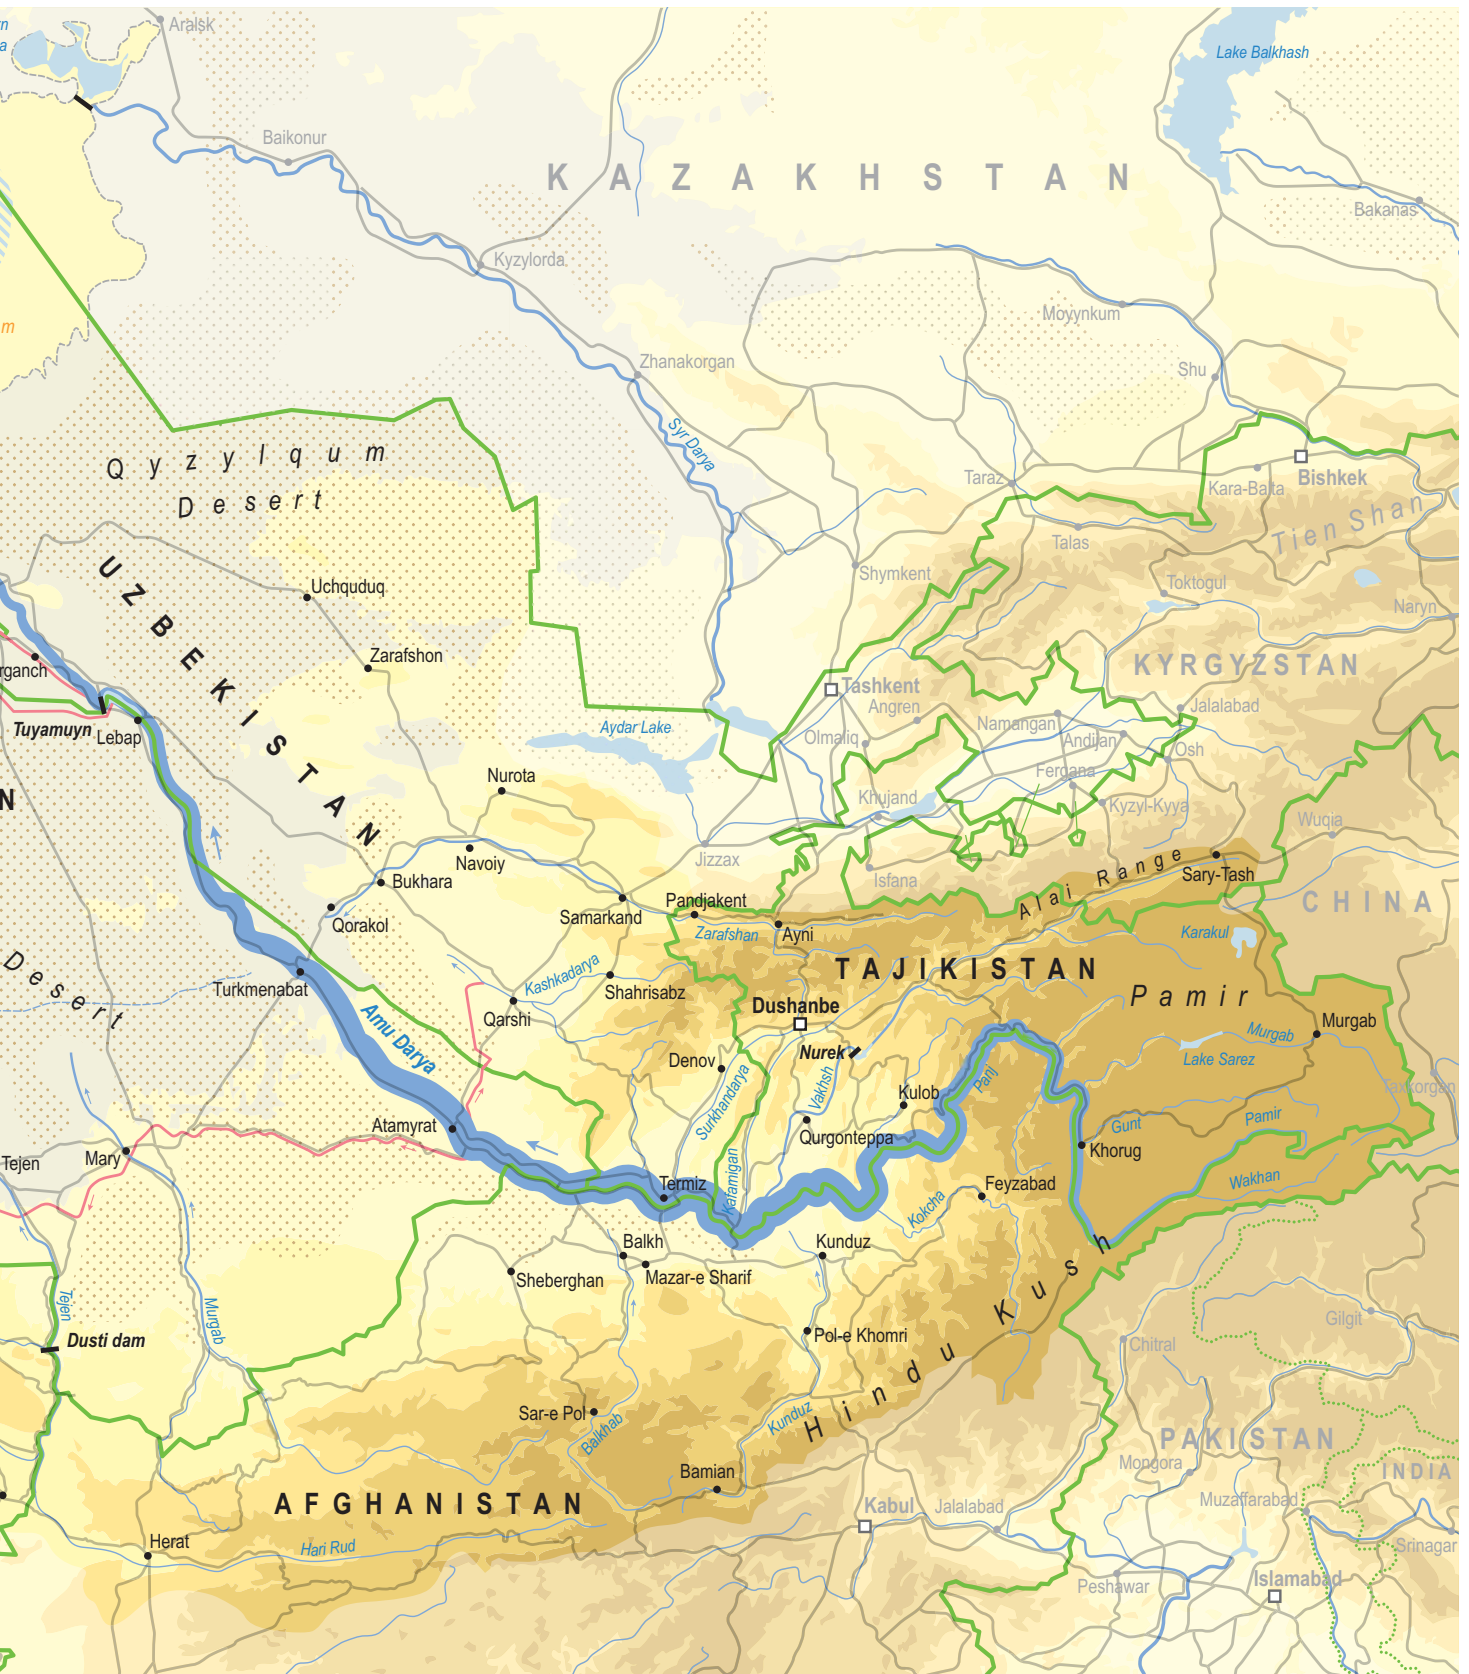 Aralsk
Lake Balkhash
Baikonur
KAZAKHSTAN
Bakanas
Kyzylorda
Moyynkum
Zhanakorgan
Shu
Syr Darya
Qyzylqum
Desert
Taraz
Kara-Balta
Bishkek
Tien Shan
Talas
UZBEKISTAN
Uchquduq
Shymkent
Toktogul
Naryn
Zarafshon
rganch
KYRGYZSTAN
Tashkent
Angren
Jalalabad
Namangan
Tuyamuyn
Lebap
Aydar Lake
Olmaliq
Andijan
Osh
Fergana
Nurota
Khujand
Kyzyl-Kyya
Wuqia
N
Navoiy
Jizzax
Isfana
Alai Range
Sary-Tash
Bukhara
Pandjakent
CHINA
Qorakol
Samarkand
Zarafshan
Ayni
Karakul
Desert
Kashkadarya
TAJIKISTAN
Turkmenabat
Shahrisabz
Pamir
Qarshi
Dushanbe
Murgab
Amu Darya
Murgab
Denov
Nurek
Lake Sarez
Surkhandarya
Vakhsh
Kulob
Panj
Taxkorgan
Atamyrat
Qurgonteppa
Gunt
Pamir
Tejen
Mary
Khorug
Kafarnigan
Wakhan
Termiz
Feyzabad
Kokcha
Balkh
Kunduz
Sheberghan
Mazar-e Sharif
Tejen
Murgab
Hindu Kush
Gilgit
Dusti dam
Pol-e Khomri
Chitral
Sar-e Pol
Balkhab
Kunduz
PAKISTAN
Mongora
INDIA
Bamian
AFGHANISTAN
Kabul
Jalalabad
Muzaffarabad
Herat
Hari Rud
Srinagar
Peshawar
Islamabad